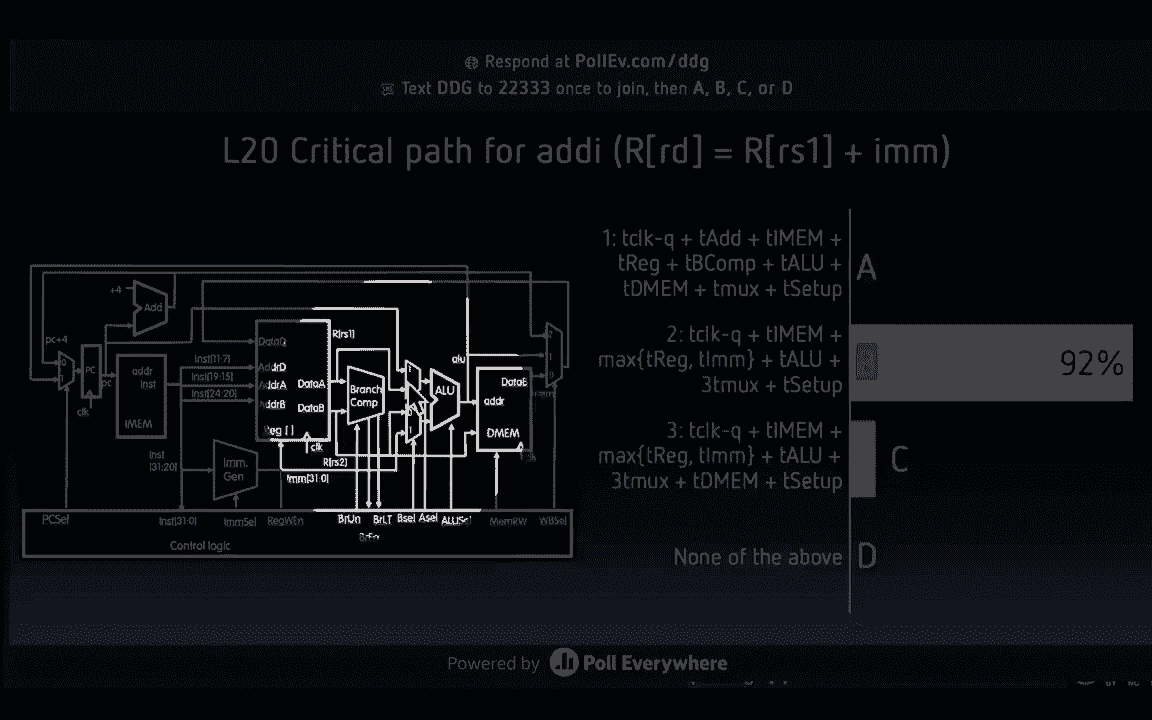 Respond at PollEv.com/ddg
Text DDG to 22333 once to join, then A, B, C, or D
L20 Critical path for addi (R[rd] = R[rs1] + imm)
1: tclk-q + tAdd + tIMEM +
tReg + tBComp + tALU +
tDMEM + tmux + tSetup
A
2: tclk-q + tIMEM +
max{tReg, tImm} + tALU +
3tmux + tSetup
92%
3: tclk-q + tIMEM +
max{tReg, tImm} + tALU +
3tmux + tDMEM + tSetup
C
None of the above
D
+4
Add
pc+4
0
1
PC
pc
clk
addr
inst
IMEM
Inst[11:7]
Inst[19:15]
Inst[24:20]
Inst
[31:20]
Imm.
Gen
DataD
AddrD
AddrA
AddrB
DataA
DataB
Reg []
clk
R[rs1]
R[rs2]
Imm[31:0]
Branch
Comp
ALU
alu
addr
DataB
DMEM
PCSel
Inst[31:0]
ImmSel
RegWEn
BrUn
BrLT
Bsel
Asel
ALUSel
MemRW
WBSel
Control logic
Powered by Poll Everywhere